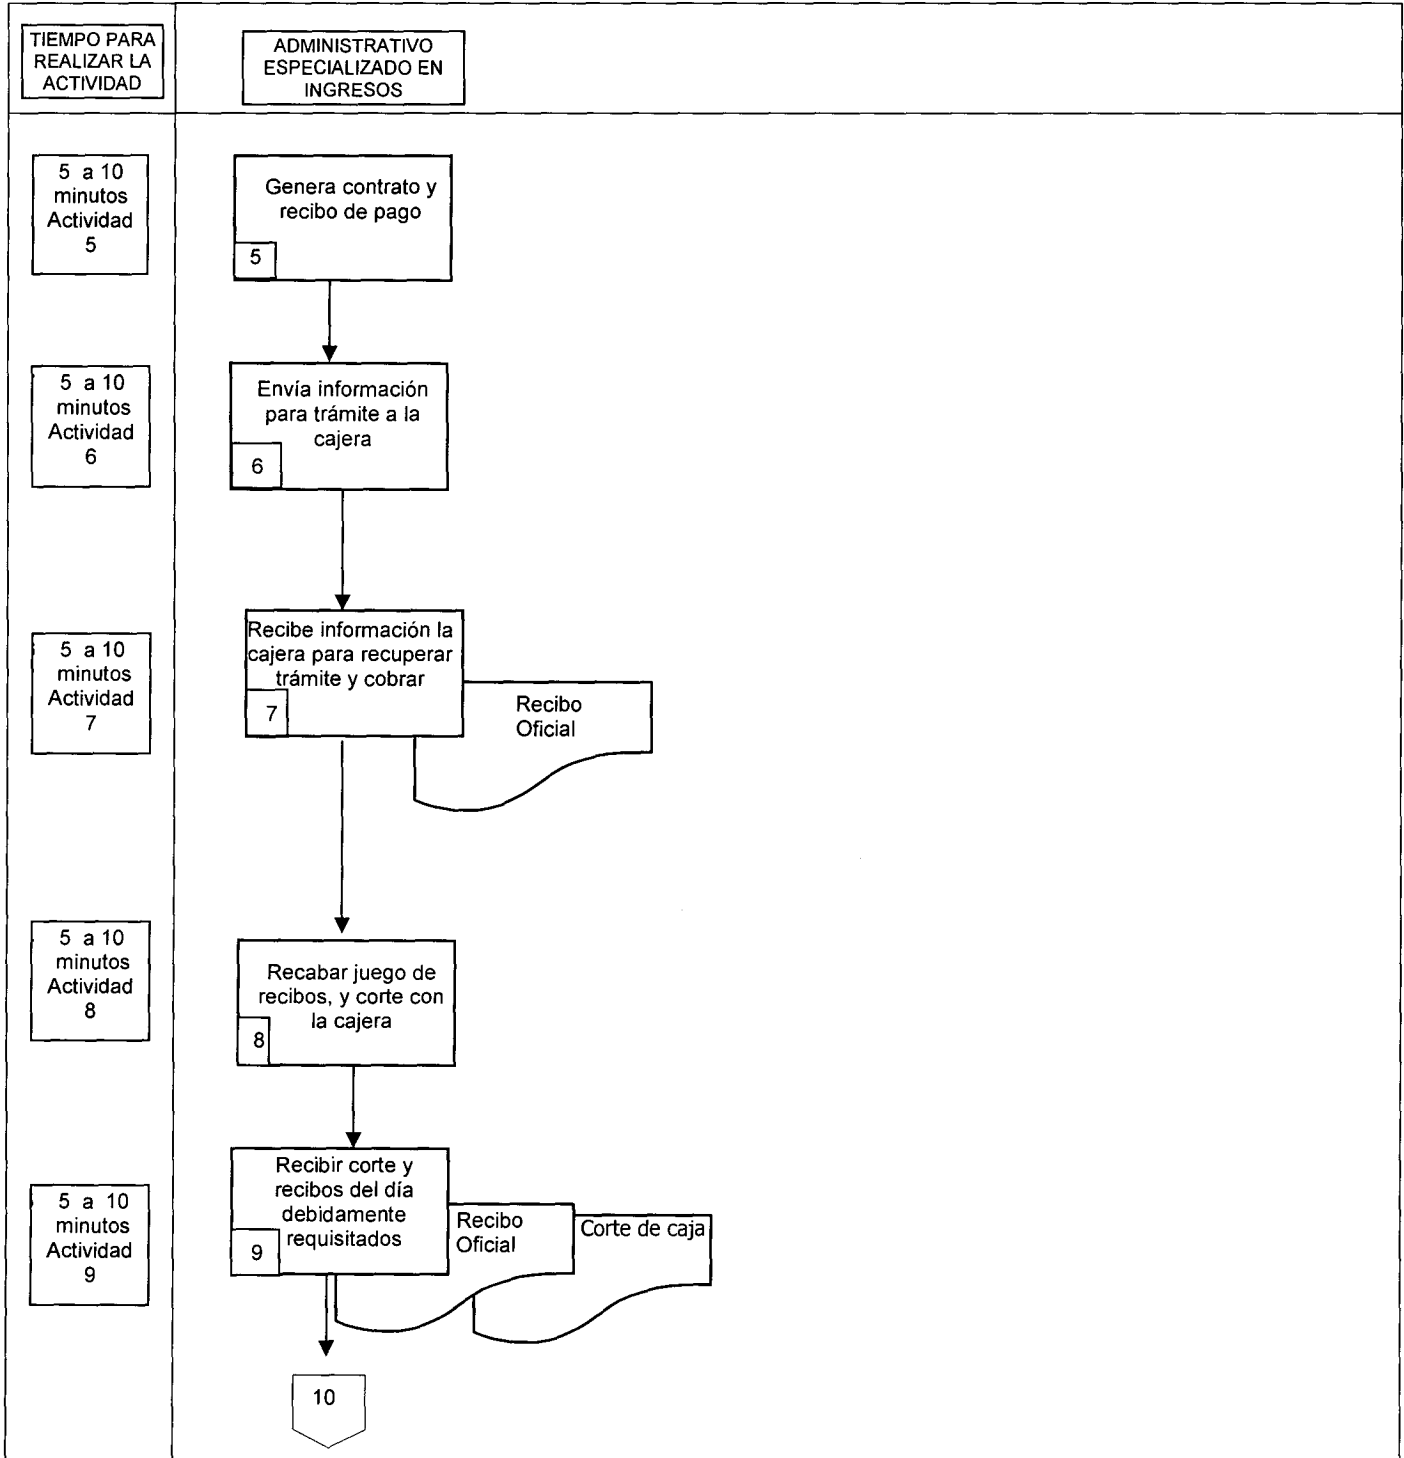 TIEMPO PARA
REALIZAR LA
ACTIVIDAD
ADMINISTRATIVO
ESPECIALIZADO EN
INGRESOS
5 a 10
minutos
Actividad
5
Genera contrato y
recibo de pago
5
5 a 10
minutos
Actividad
6
Envía información
para trámite a la
cajera
6
5 a 10
minutos
Actividad
7
Recibe información la
cajera para recuperar
trámite y cobrar
7
Recibo
Oficial
5 a 10
minutos
Actividad
8
Recabar juego de
recibos, y corte con
la cajera
8
5 a 10
minutos
Actividad
9
Recibir corte y
recibos del día
debidamente
requisitados
9
Recibo
Oficial
Corte de caja
10